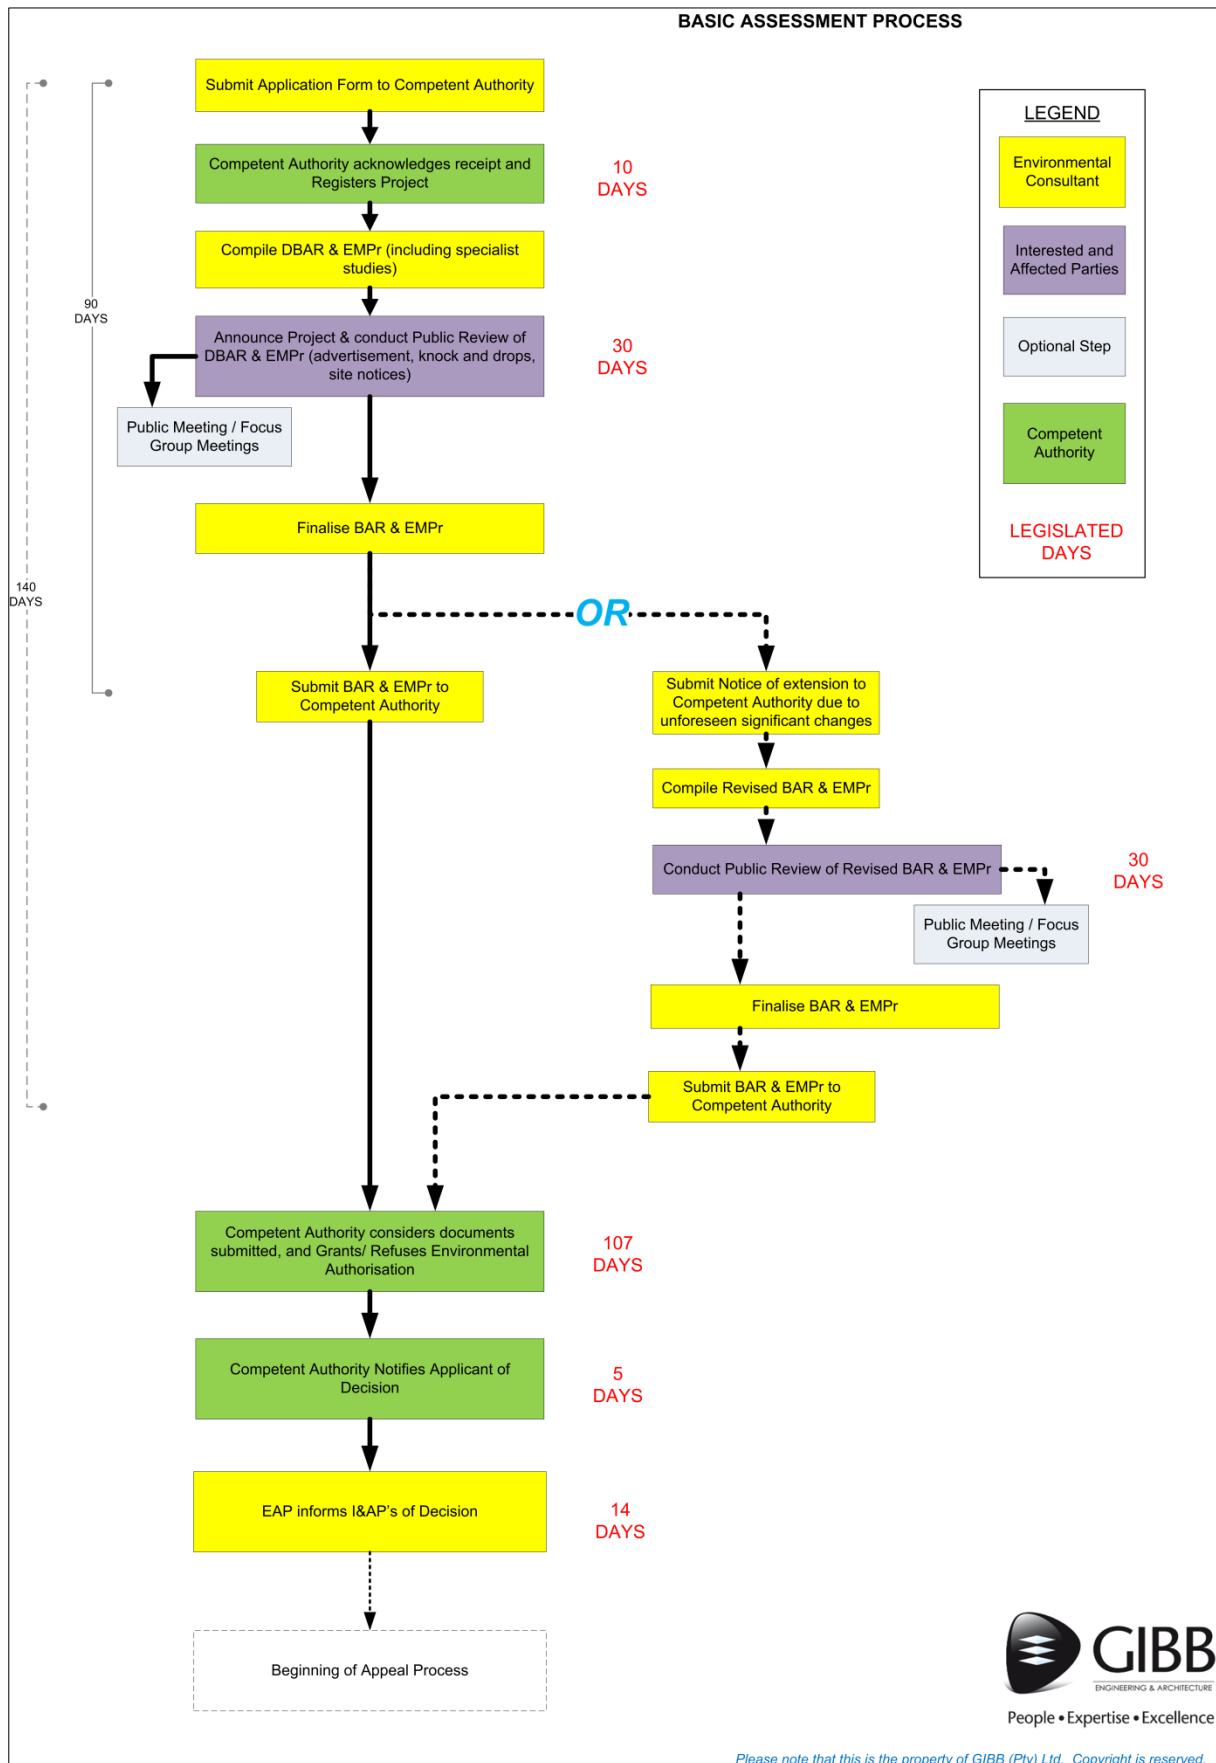 BASIC ASSESSMENT PROCESS
Submit Application Form to Competent Authority
Competent Authority acknowledges receipt and
Registers Project
10
DAYS
Compile DBAR & EMPr (including specialist
studies)
90
DAYS
Announce Project & conduct Public Review of
DBAR & EMPr (advertisement, knock and drops,
site notices)
30
DAYS
Public Meeting / Focus
Group Meetings
Finalise BAR & EMPr
140
DAYS
OR
Submit BAR & EMPr to
Competent Authority
Submit Notice of extension to
Competent Authority due to
unforeseen significant changes
Compile Revised BAR & EMPr
Conduct Public Review of Revised BAR & EMPr
30
DAYS
Public Meeting / Focus
Group Meetings
Finalise BAR & EMPr
Submit BAR & EMPr to
Competent Authority
Competent Authority considers documents
submitted, and Grants/ Refuses Environmental
Authorisation
107
DAYS
Competent Authority Notifies Applicant of
Decision
5
DAYS
EAP informs I&AP's of Decision
14
DAYS
Beginning of Appeal Process
LEGEND
Environmental
Consultant
Interested and
Affected Parties
Optional Step
Competent
Authority
LEGISLATED
DAYS
GIBB
ENGINEERING & ARCHITECTURE
People • Expertise • Excellence
Please note that this is the property of GIBB (Pty) Ltd. Copyright is reserved.